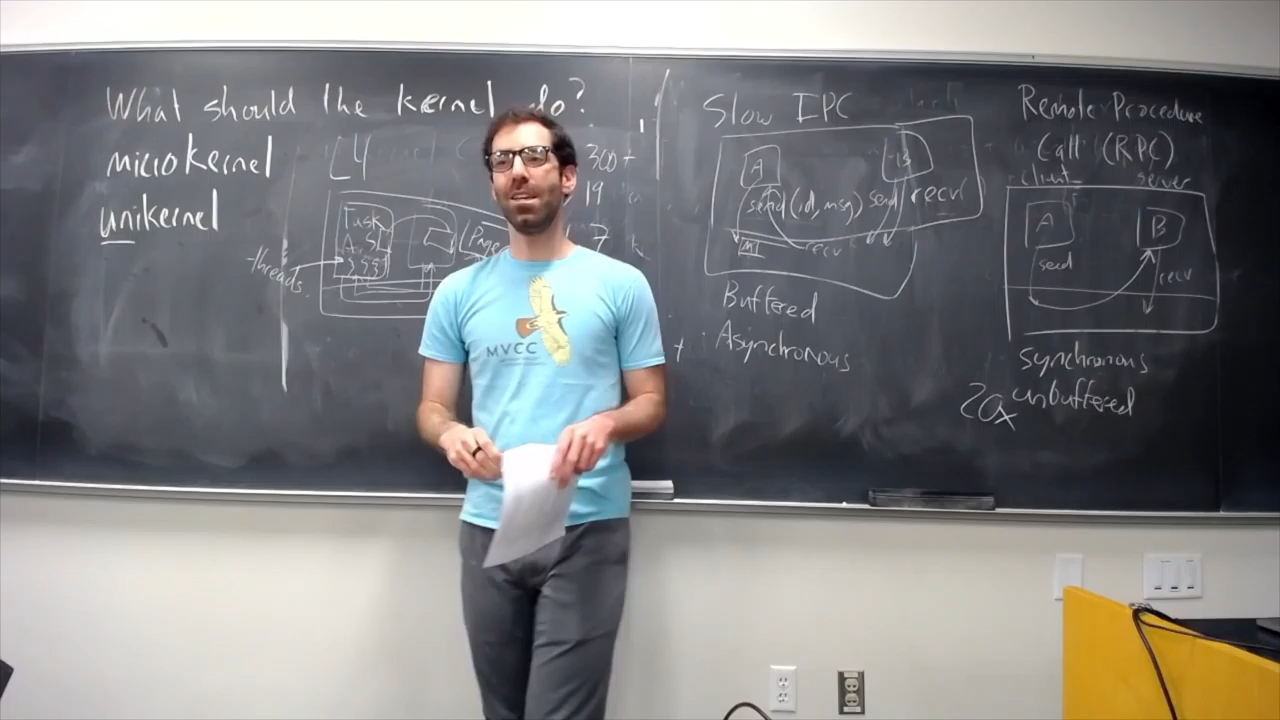 What should the kernel do?
microkernel
unikernel
L4
300+
19
7
Task
A.S.
threads
Page
MVCC
Slow IPC
A
send(id, msg) send
recv
M1
recv
Buffered
Asynchronous
Remote Procedure
Call (RPC)
client
server
A
B
send
recv
synchronous
unbuffered
20x